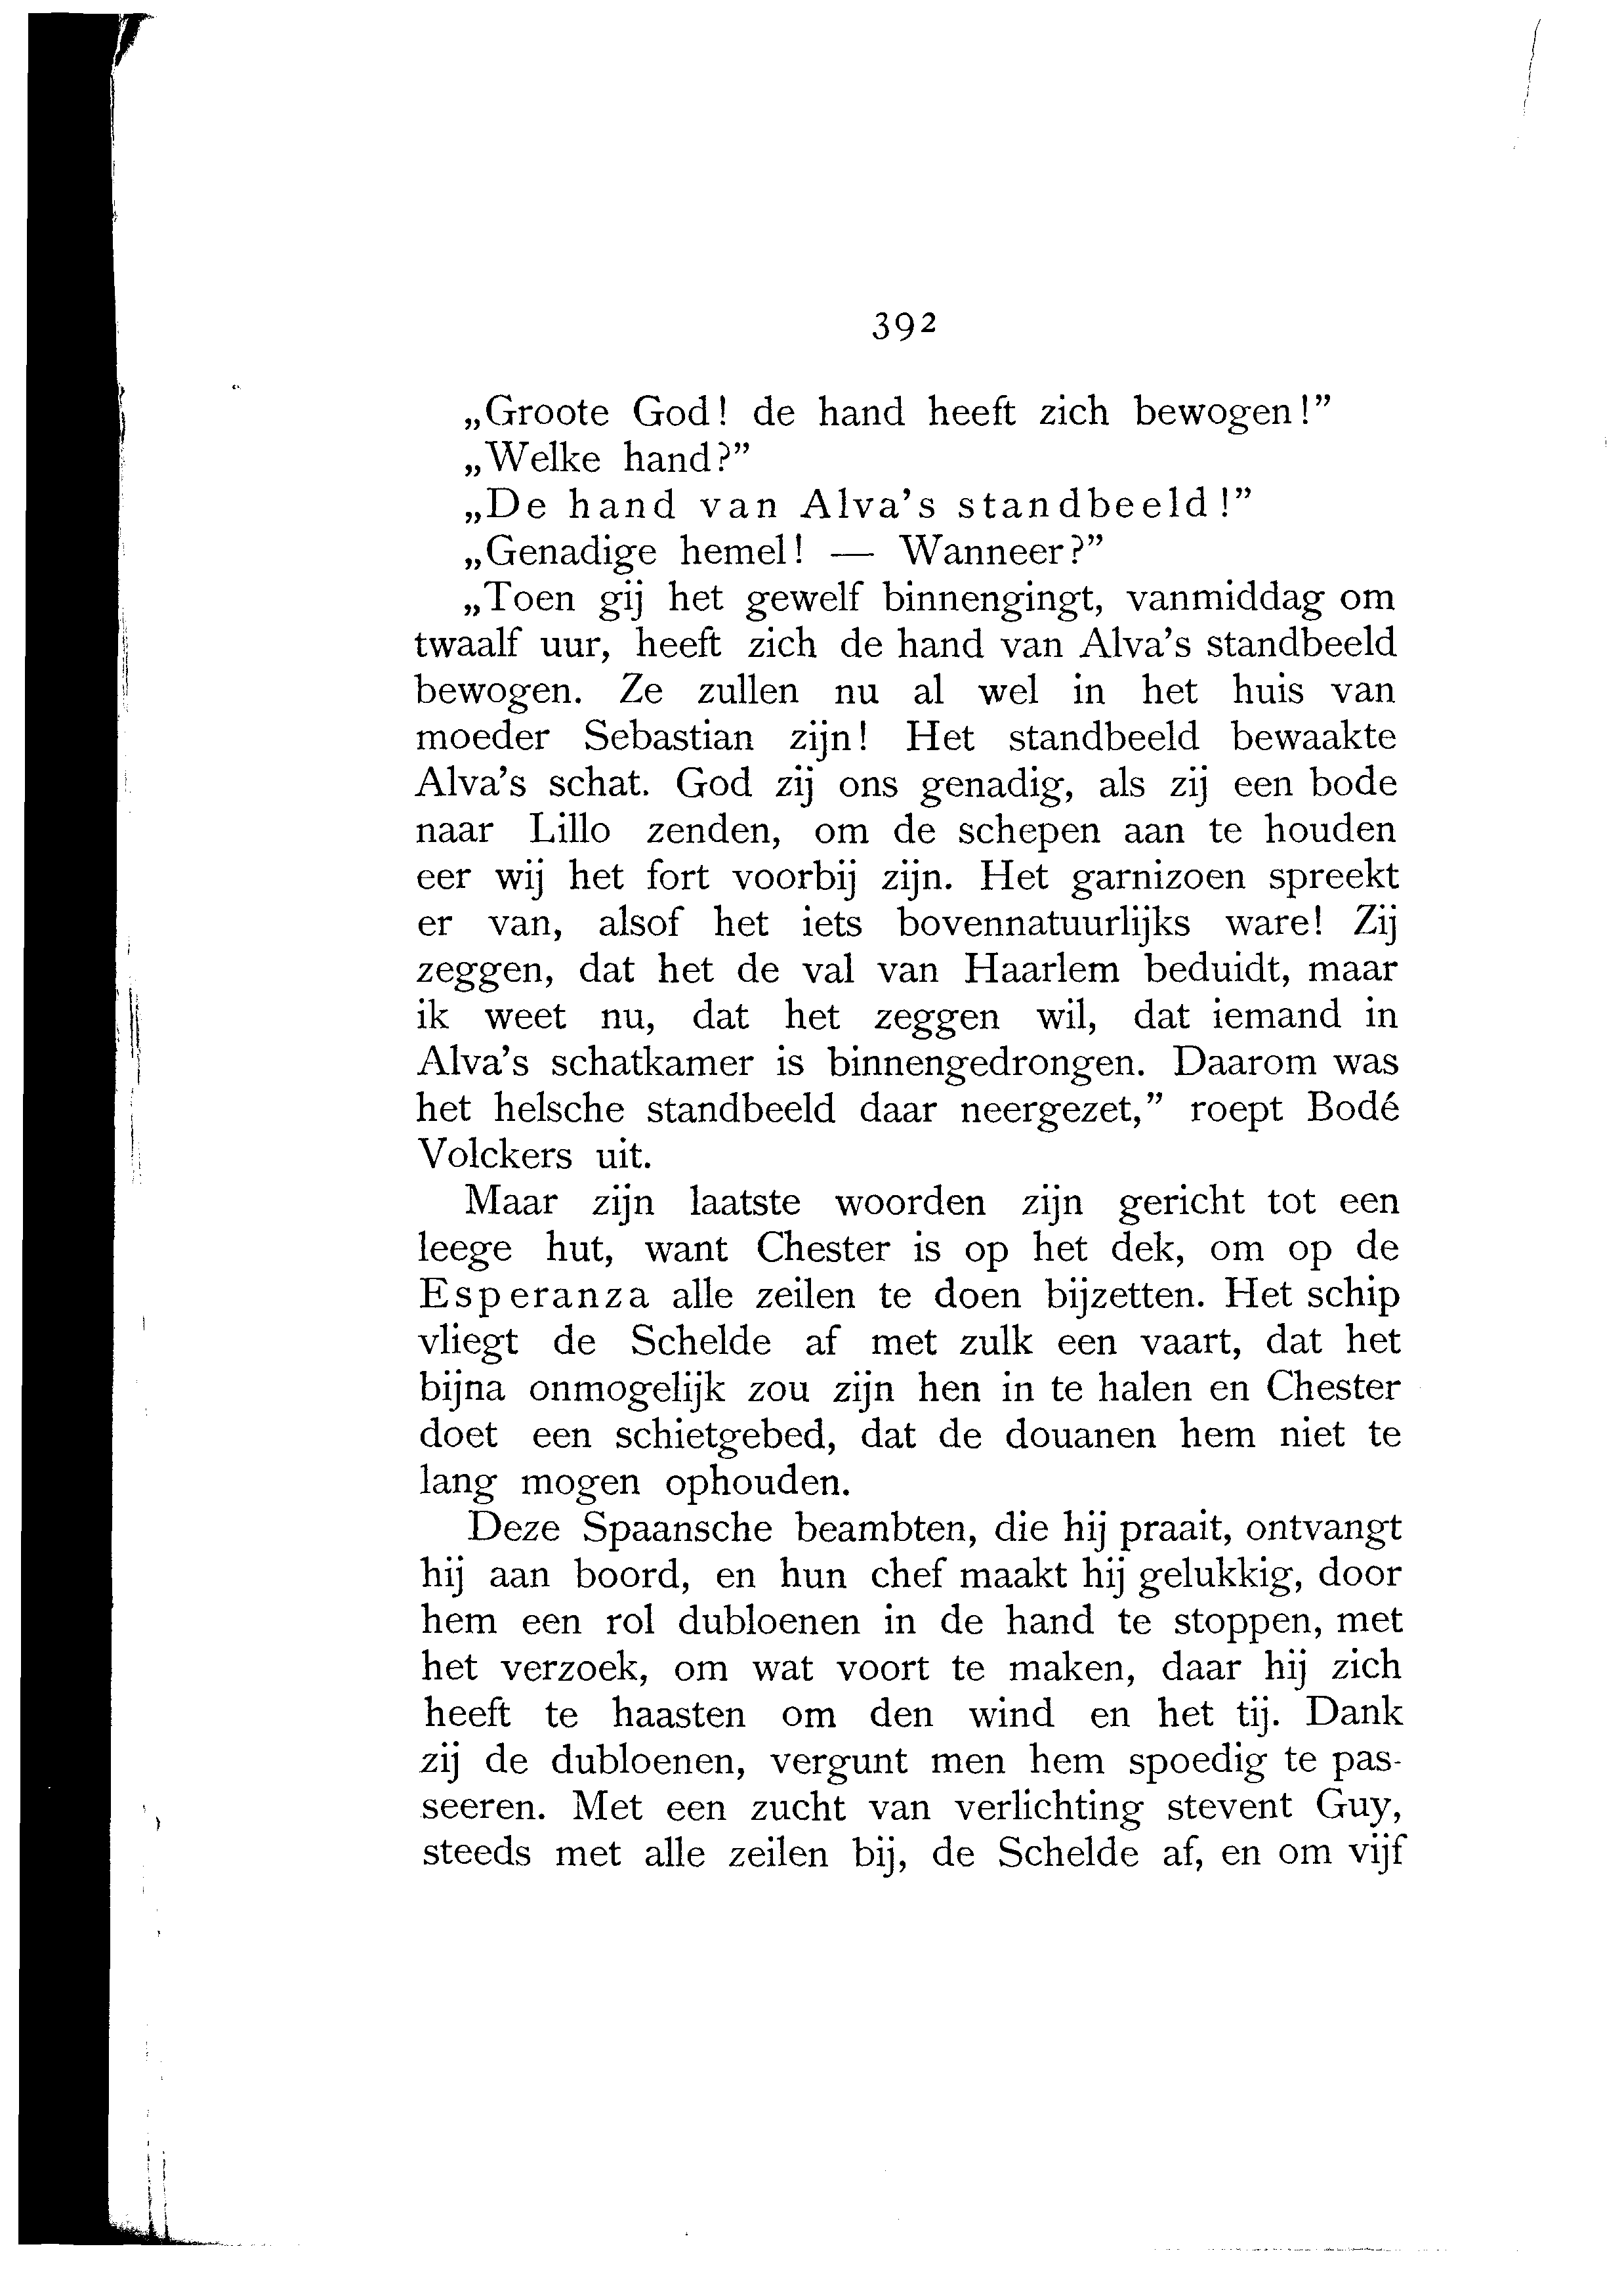 392
„Groote God! de hand heeft zich bewogen!”
„Welke hand?”
„De hand van Alva’s standbeeld!”
„Genadige hemel! — Wanneer?”
„Toen gij het gewelf binnengingt, vanmiddag om
twaalf uur, heeft zich de hand van Alva’s standbeeld
bewogen. Ze zullen nu al wel in het huis van
moeder Sebastian zijn! Het standbeeld bewaakte
Alva’s schat. God zij ons genadig, als zij een bode
naar Lillo zenden, om de schepen aan te houden
eer wij het fort voorbij zijn. Het garnizoen spreekt
er van, alsof het iets bovennatuurlijks ware! Zij
zeggen, dat het de val van Haarlem beduidt, maar
ik weet nu, dat het zeggen wil, dat iemand in
Alva’s schatkamer is binnengedrongen. Daarom was
het helsche standbeeld daar neergezet,” roept Bodé
Volckers uit.
Maar zijn laatste woorden zijn gericht tot een
leege hut, want Chester is op het dek, om op de
Esperanza alle zeilen te doen bijzetten. Het schip
vliegt de Schelde af met zulk een vaart, dat het
bijna onmogelijk zou zijn hen in te halen en Chester
doet een schietgebed, dat de douanen hem niet te
lang mogen ophouden.
Deze Spaansche beambten, die hij praait, ontvangt
hij aan boord, en hun chef maakt hij gelukkig, door
hem een rol dubloenen in de hand te stoppen, met
het verzoek, om wat voort te maken, daar hij zich
heeft te haasten om den wind en het tij. Dank
zij de dubloenen, vergunt men hem spoedig te pas-
seeren. Met een zucht van verlichting stevent Guy,
steeds met alle zeilen bij, de Schelde af, en om vijf